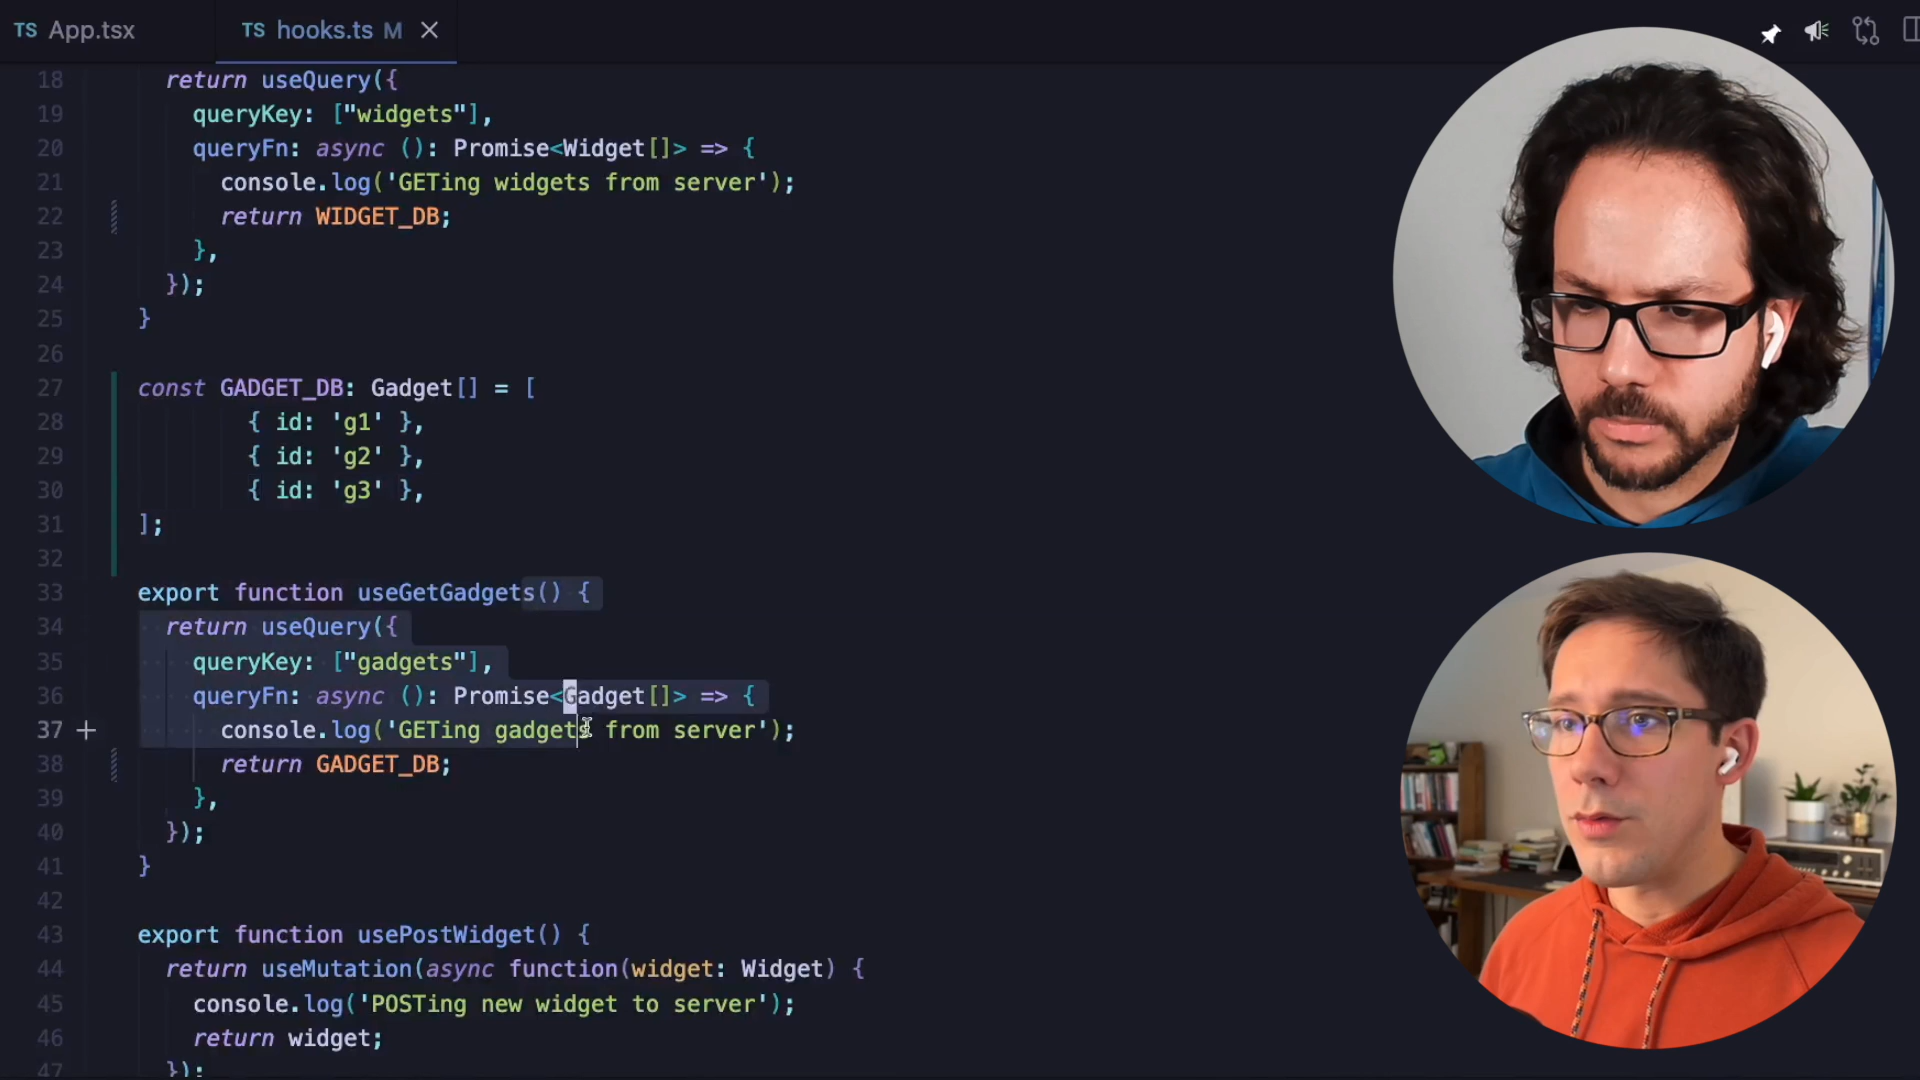 TS App.tsx
TS hooks.ts M
18 return useQuery({
19 queryKey: ["widgets"],
20 queryFn: async (): Promise<Widget[]> => {
21 console.log('GETing widgets from server');
22 return WIDGET_DB;
23 },
24 });
25 }
26
27 const GADGET_DB: Gadget[] = [
28 { id: 'g1' },
29 { id: 'g2' },
30 { id: 'g3' },
31 ];
32
33 export function useGetGadgets() {
34 return useQuery({
35 queryKey: ["gadgets"],
36 queryFn: async (): Promise<Gadget[]> => {
37 console.log('GETing gadgets from server');
38 return GADGET_DB;
39 },
40 });
41 }
42
43 export function usePostWidget() {
44 return useMutation(async function(widget: Widget) {
45 console.log('POSTing new widget to server');
46 return widget;
47 });